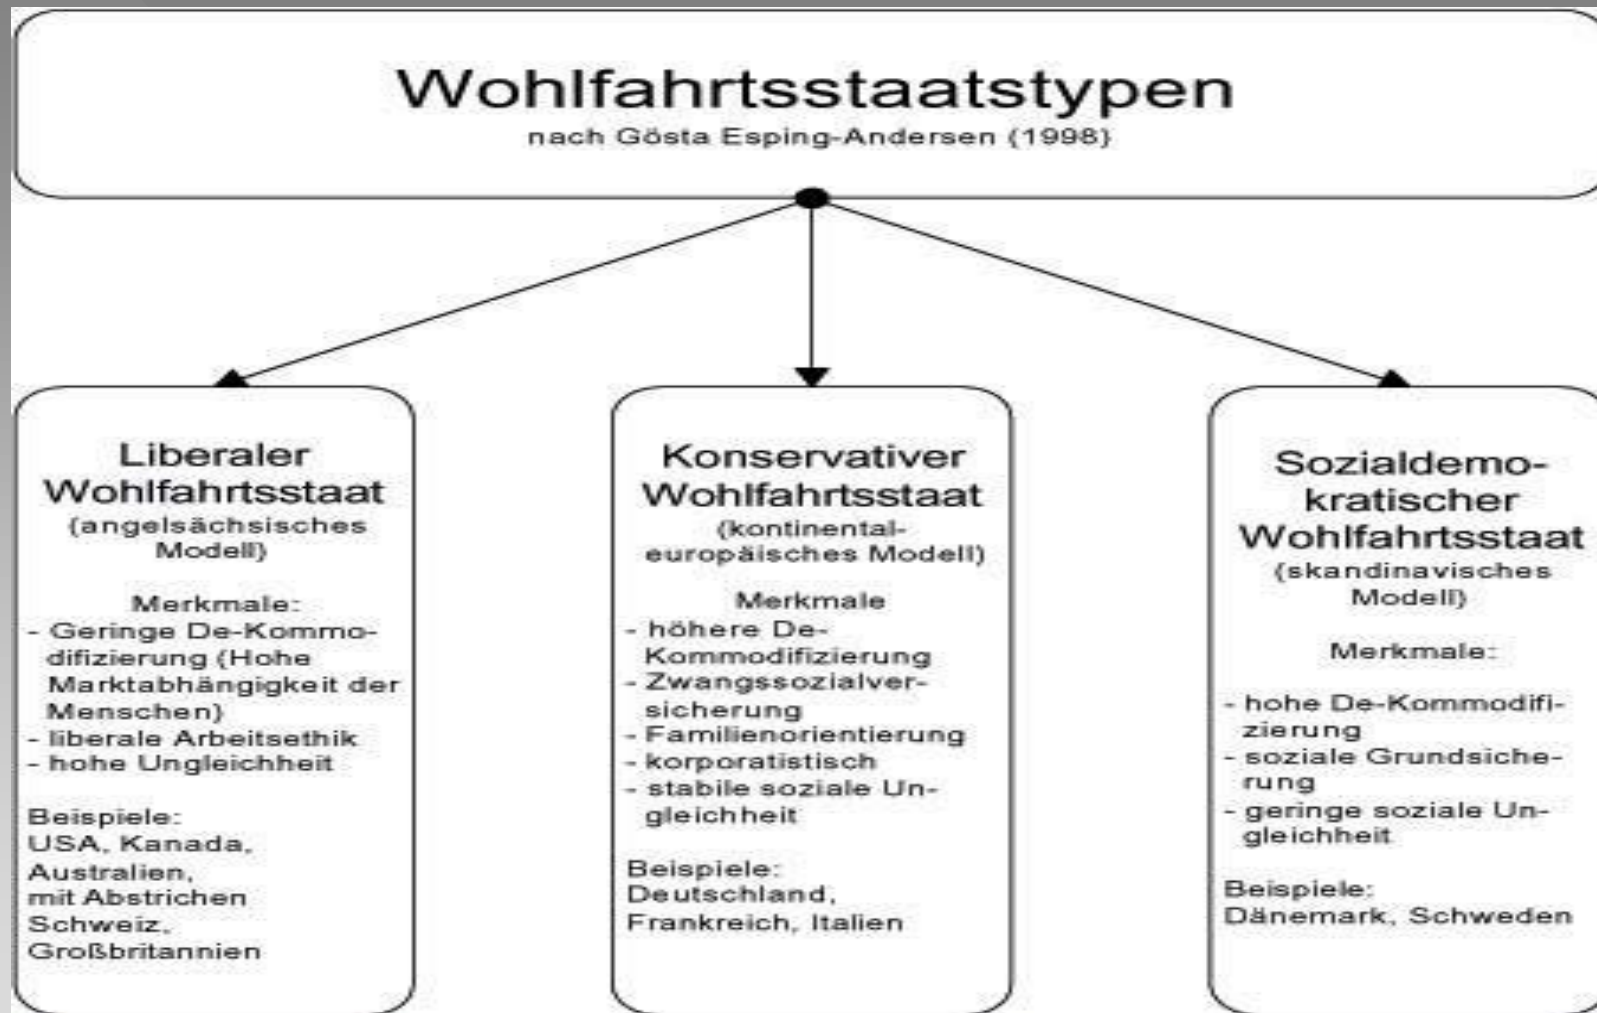 Wohlfahrtsstaatstypen
nach Gösta Esping-Andersen (1998)
Liberaler
Wohlfahrtsstaat
(angelsächsisches
Modell)
Merkmale:
- Geringe De-Kommo-
difizierung (Hohe
Marktabhängigkeit der
Menschen)
- liberale Arbeitsethik
- hohe Ungleichheit
Beispiele:
USA, Kanada,
Australien,
mit Abstrichen
Schweiz,
Großbritannien
Konservativer
Wohlfahrtsstaat
(kontinental-
europäisches Modell)
Merkmale
- höhere De-
Kommodifizierung
- Zwangssozialver-
sicherung
- Familienorientierung
- korporatistisch
- stabile soziale Un-
gleichheit
Beispiele:
Deutschland,
Frankreich, Italien
Sozialdemo-
kratischer
Wohlfahrtsstaat
(skandinavisches
Modell)
Merkmale:
- hohe De-Kommodifi-
zierung
- soziale Grundsiche-
rung
- geringe soziale Un-
gleichheit
Beispiele:
Dänemark, Schweden